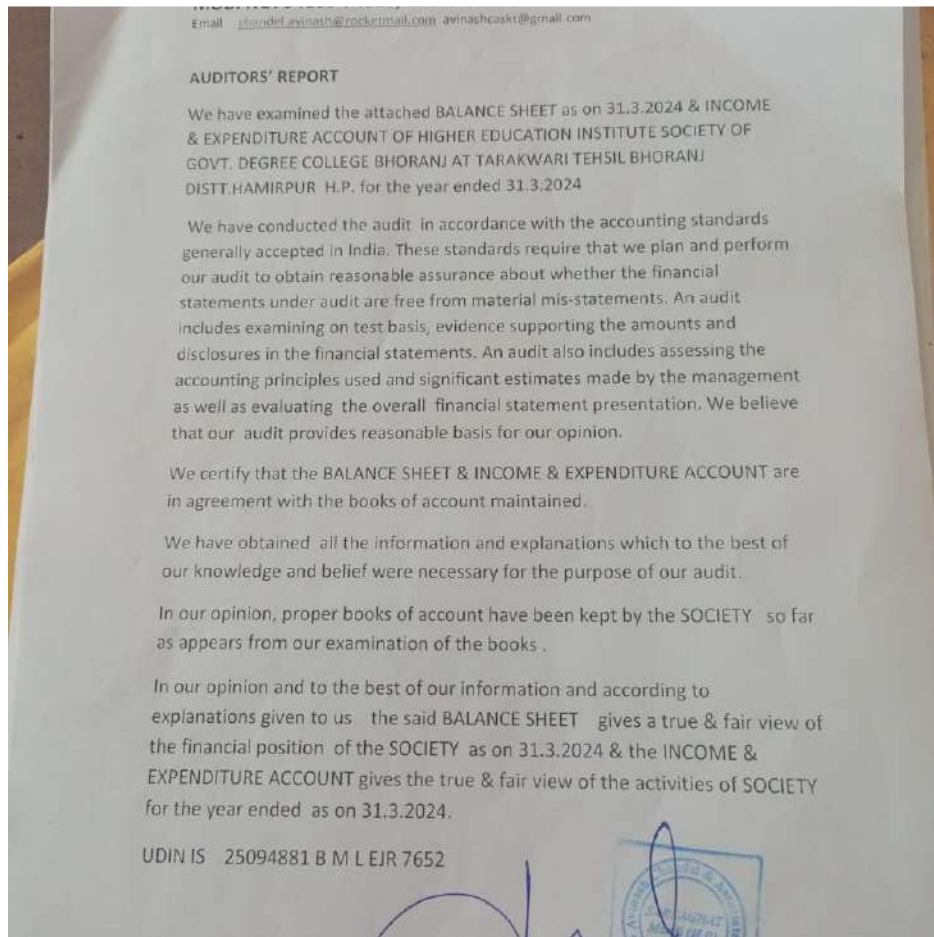 Email chandel.avinash@rocketmail.com avinashcaskt@gmail.com
AUDITORS' REPORT
We have examined the attached BALANCE SHEET as on 31.3.2024 & INCOME
& EXPENDITURE ACCOUNT OF HIGHER EDUCATION INSTITUTE SOCIETY OF
GOVT. DEGREE COLLEGE BHORANJ AT TARAKWARI TEHSIL BHORANJ
DISTT.HAMIRPUR H.P. for the year ended 31.3.2024
We have conducted the audit in accordance with the accounting standards
generally accepted in India. These standards require that we plan and perform
our audit to obtain reasonable assurance about whether the financial
statements under audit are free from material mis-statements. An audit
includes examining on test basis, evidence supporting the amounts and
disclosures in the financial statements. An audit also includes assessing the
accounting principles used and significant estimates made by the management
as well as evaluating the overall financial statement presentation. We believe
that our audit provides reasonable basis for our opinion.
We certify that the BALANCE SHEET & INCOME & EXPENDITURE ACCOUNT are
in agreement with the books of account maintained.
We have obtained all the information and explanations which to the best of
our knowledge and belief were necessary for the purpose of our audit.
In our opinion, proper books of account have been kept by the SOCIETY so far
as appears from our examination of the books .
In our opinion and to the best of our information and according to
explanations given to us the said BALANCE SHEET gives a true & fair view of
the financial position of the SOCIETY as on 31.3.2024 & the INCOME &
EXPENDITURE ACCOUNT gives the true & fair view of the activities of SOCIETY
for the year ended as on 31.3.2024.
UDIN IS 25094881 B M L EJR 7652
Avinash Chandel & Associates